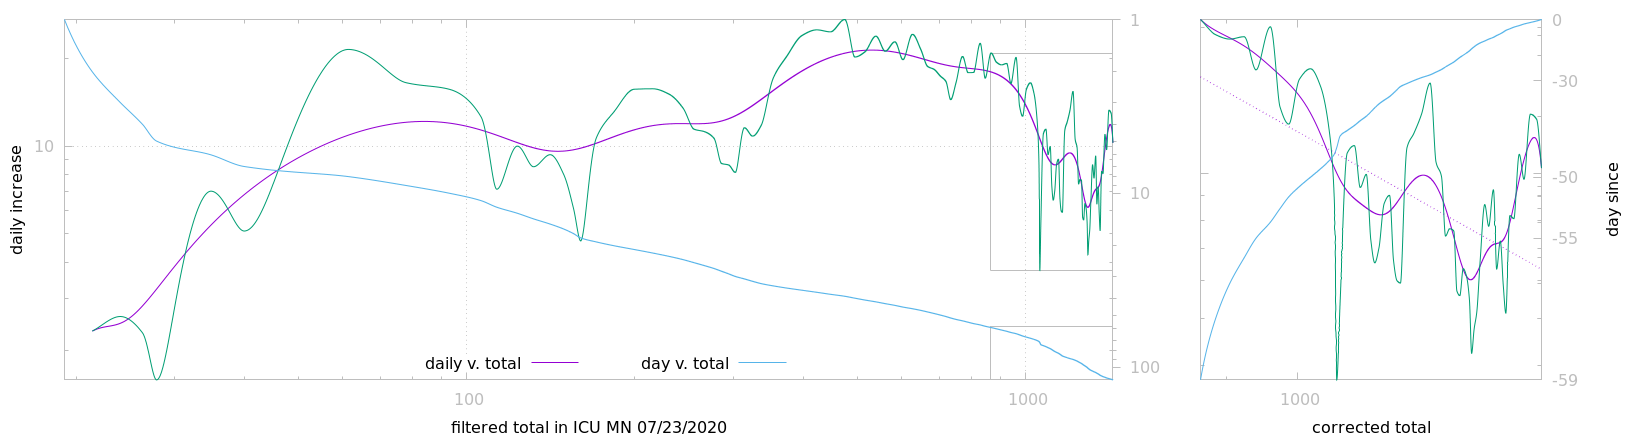 daily increase
10
daily v. total
day v. total
100
1000
1
10
100
filtered total in ICU MN 07/23/2020
0
-30
-50
-55
-59
day since
1000
corrected total